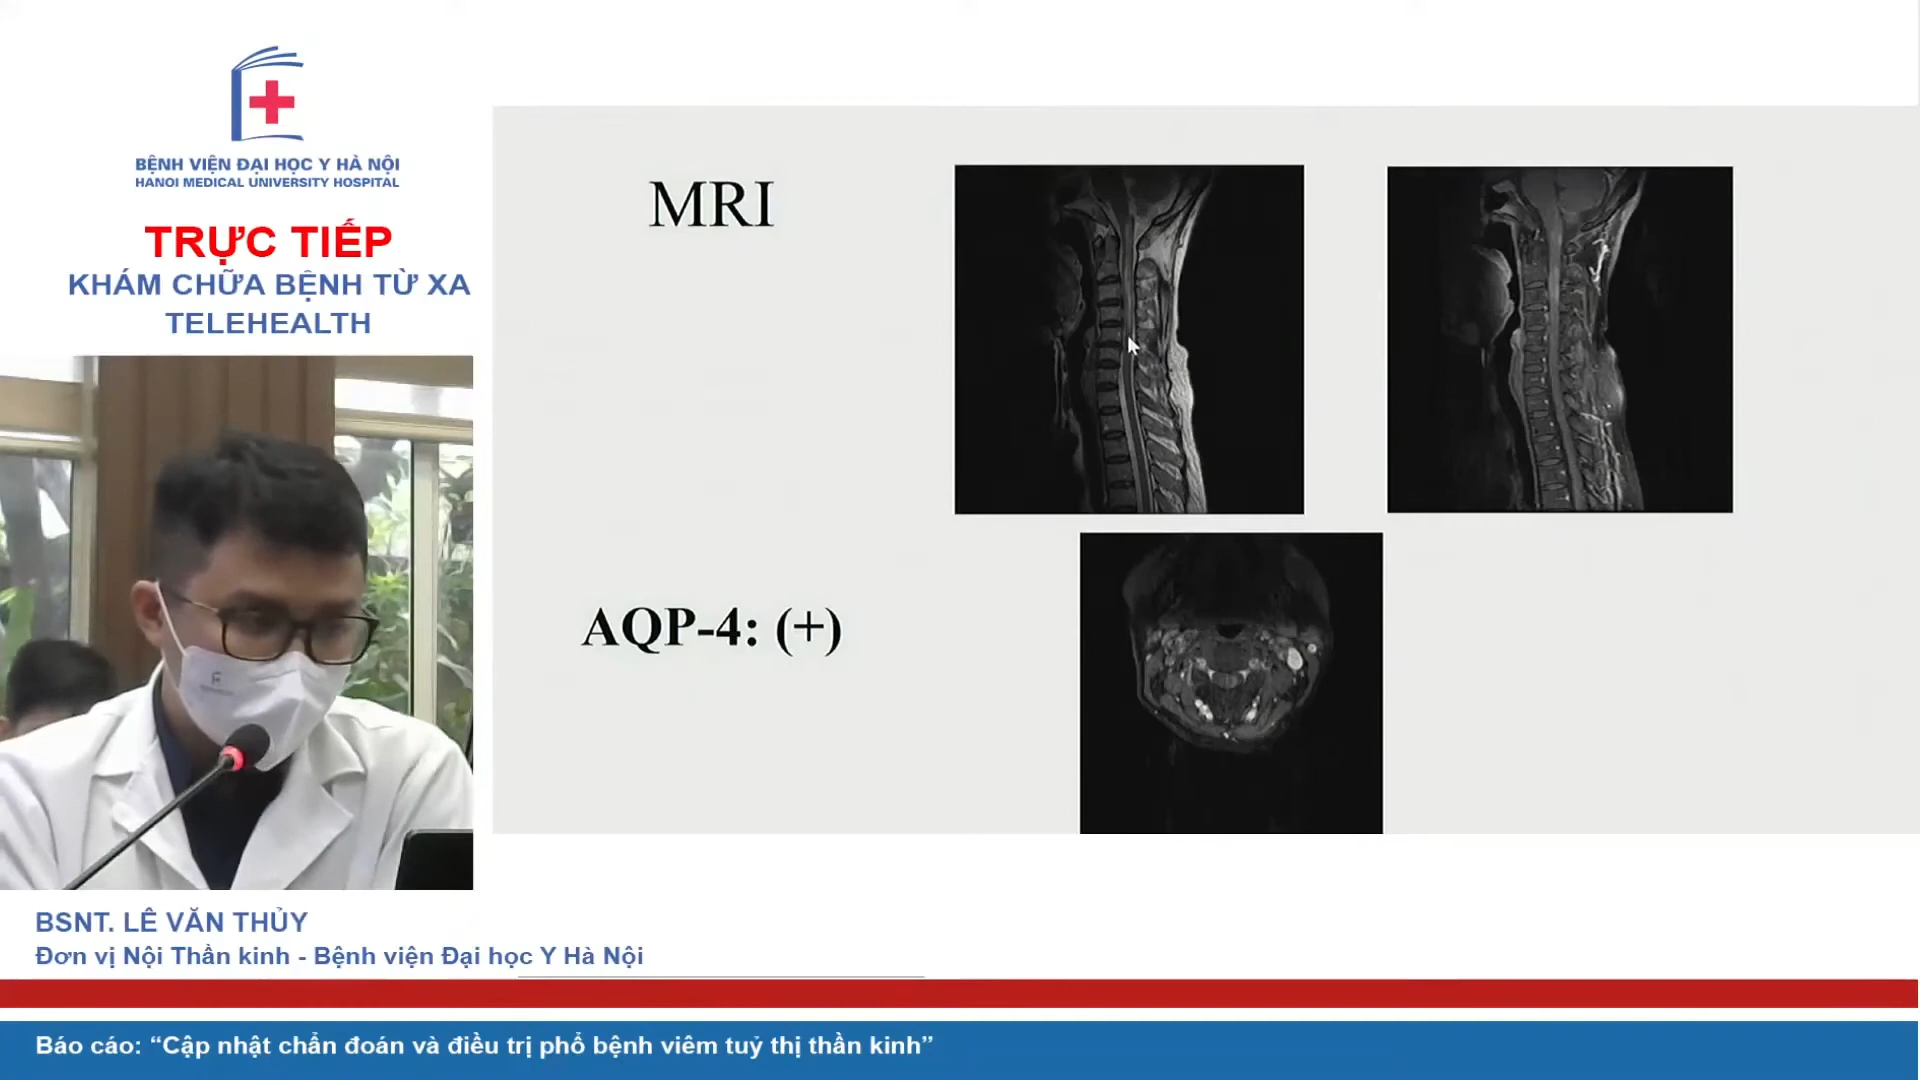 BỆNH VIỆN ĐẠI HỌC Y HÀ NỘI
HANOI MEDICAL UNIVERSITY HOSPITAL
TRỰC TIẾP
KHÁM CHỮA BỆNH TỪ XA
TELEHEALTH
MRI
AQP-4: (+)
BSNT. LÊ VĂN THỦY
Đơn vị Nội Thần kinh - Bệnh viện Đại học Y Hà Nội
Báo cáo: “Cập nhật chẩn đoán và điều trị phổ bệnh viêm tuỷ thị thần kinh”